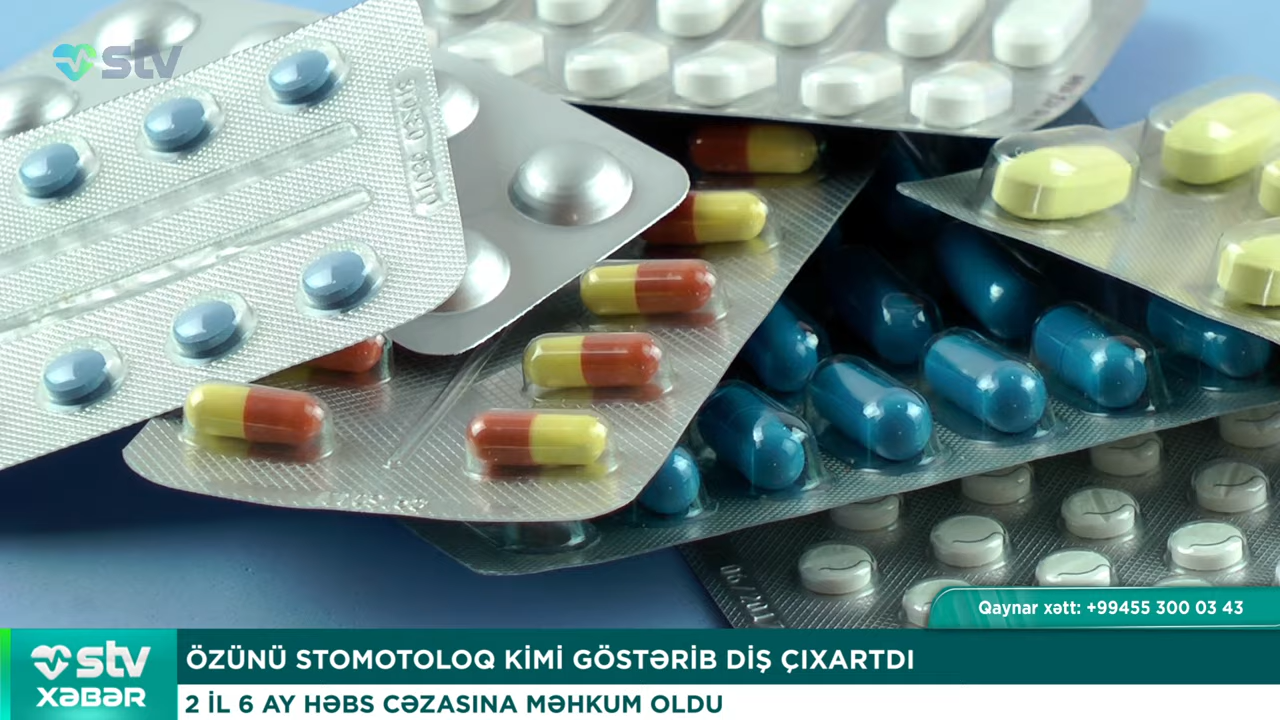 stv
Qaynar xətt: +99455 300 03 43
stv
XƏBƏR
ÖZÜNÜ STOMOTOLOQ KİMİ GÖSTƏRİB DİŞ ÇIXARTDI
2 İL 6 AY HƏBS CƏZASINA MƏHKUM OLDU